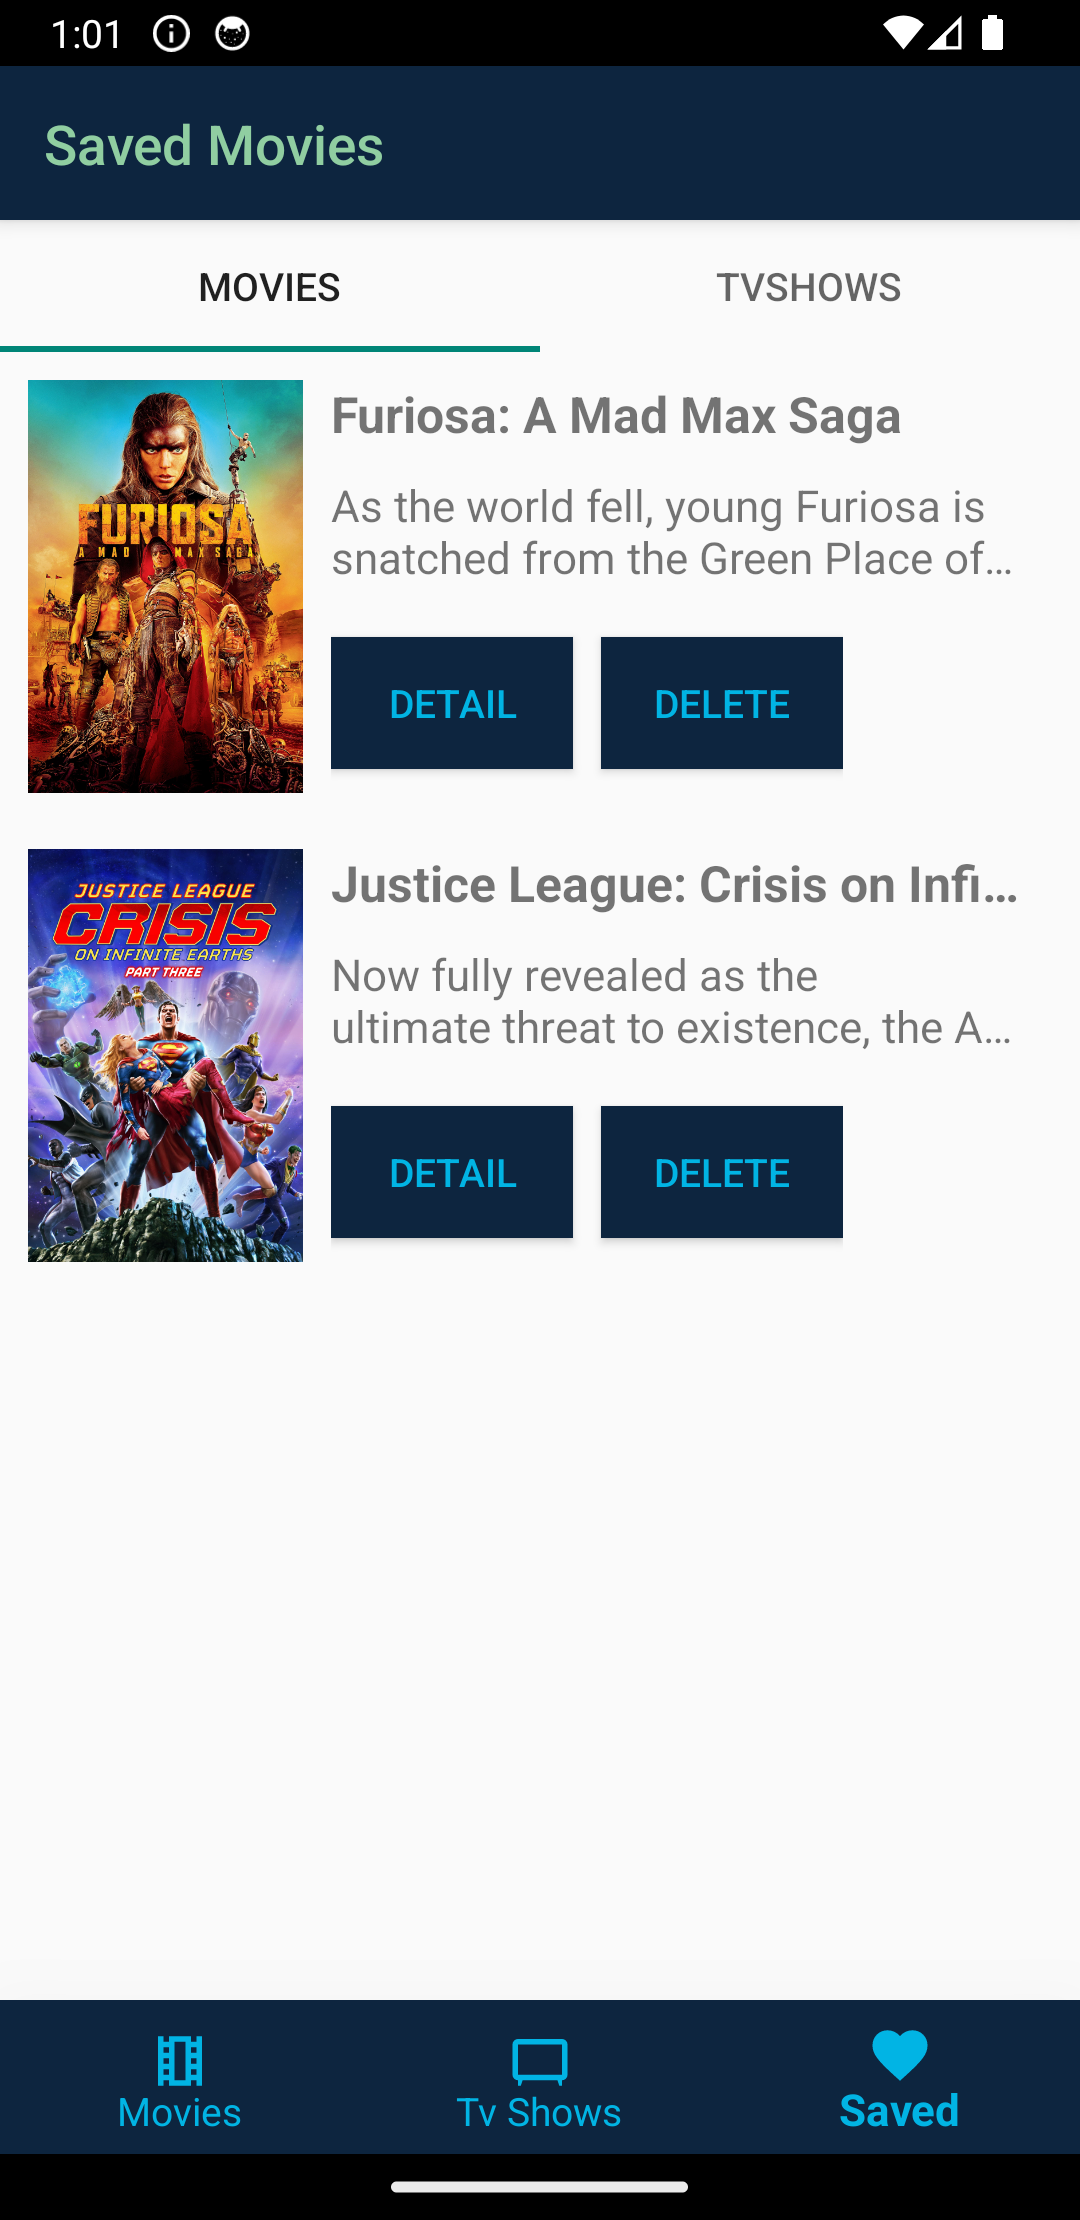 1:01
Saved Movies
MOVIES
TVSHOWS
FURIOSA
A MAD MAX SAGA
Furiosa: A Mad Max Saga
As the world fell, young Furiosa is
snatched from the Green Place of…
DETAIL
DELETE
JUSTICE LEAGUE
CRISIS
ON INFINITE EARTHS
PART THREE
Justice League: Crisis on Infi…
Now fully revealed as the
ultimate threat to existence, the A…
DETAIL
DELETE
Movies
Tv Shows
Saved